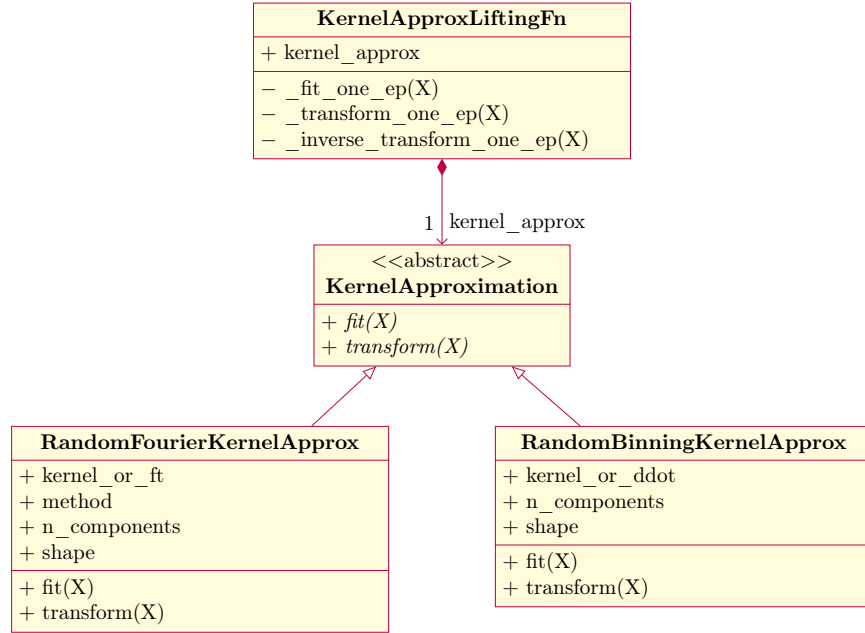 KernelApproxLiftingFn
+ kernel_approx
− _fit_one_ep(X)
− _transform_one_ep(X)
− _inverse_transform_one_ep(X)
1 kernel_approx
<<abstract>>
KernelApproximation
+ fit(X)
+ transform(X)
RandomFourierKernelApprox
+ kernel_or_ft
+ method
+ n_components
+ shape
+ fit(X)
+ transform(X)
RandomBinningKernelApprox
+ kernel_or_ddot
+ n_components
+ shape
+ fit(X)
+ transform(X)